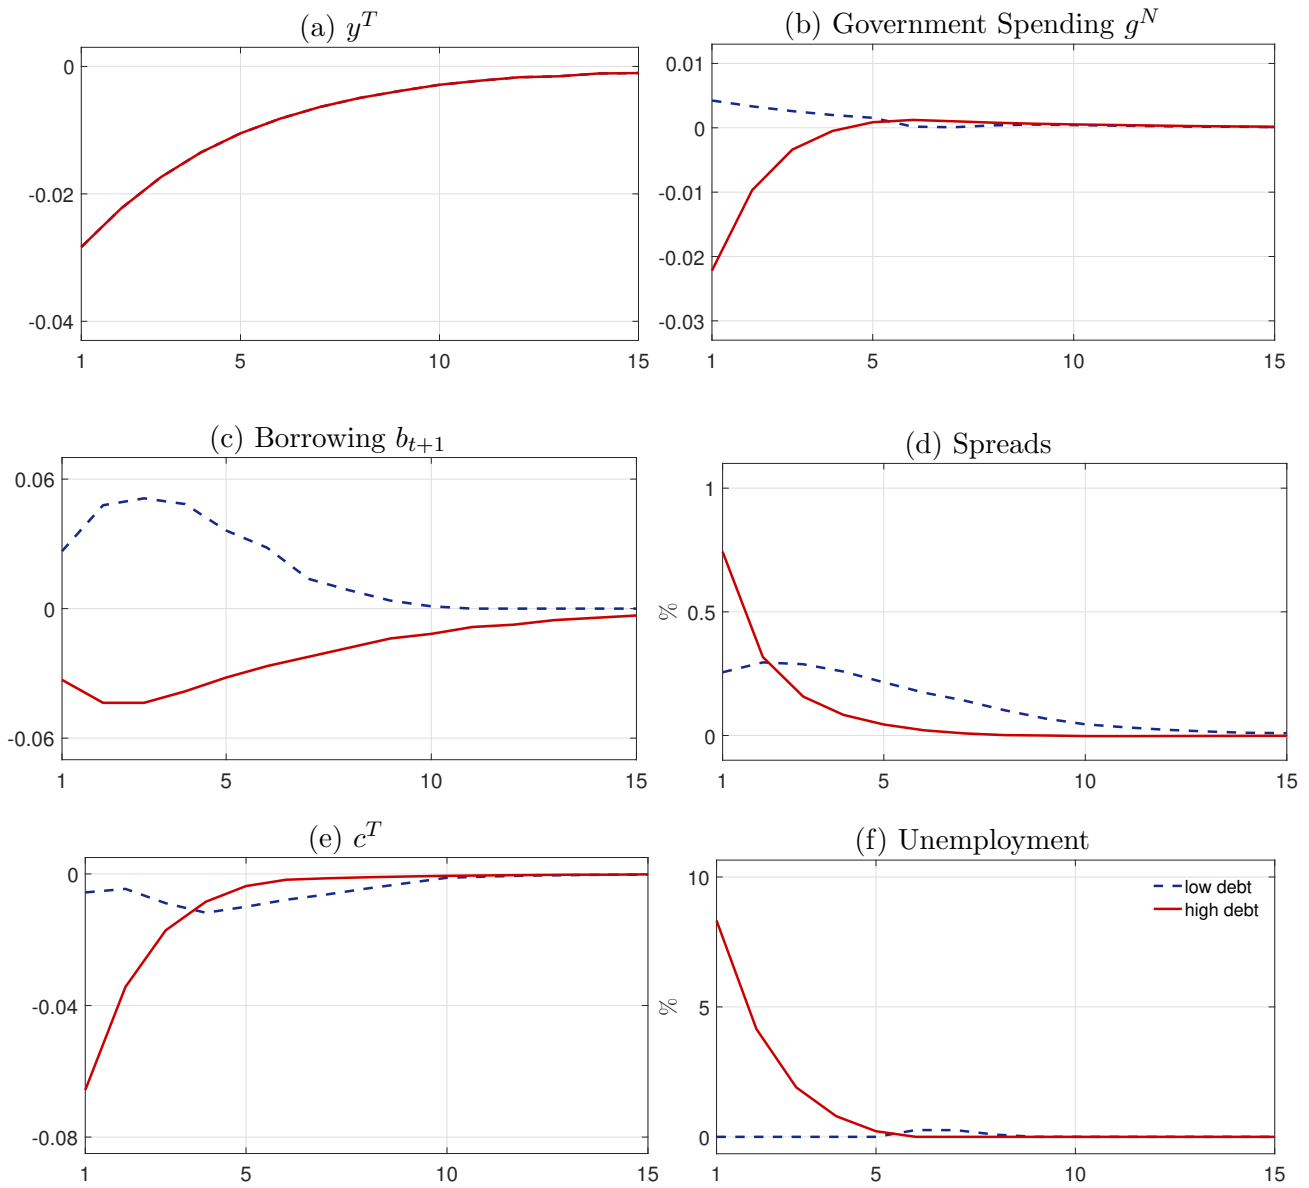 (a) y^T
0
-0.02
-0.04
1 5 10 15
(b) Government Spending g^N
0.01
0
-0.01
-0.02
-0.03
1 5 10 15
(c) Borrowing b_{t+1}
0.06
0
-0.06
1 5 10 15
(d) Spreads
%
1
0.5
0
1 5 10 15
(e) c^T
0
-0.04
-0.08
1 5 10 15
(f) Unemployment
%
10
5
0
1 5 10 15
low debt
high debt